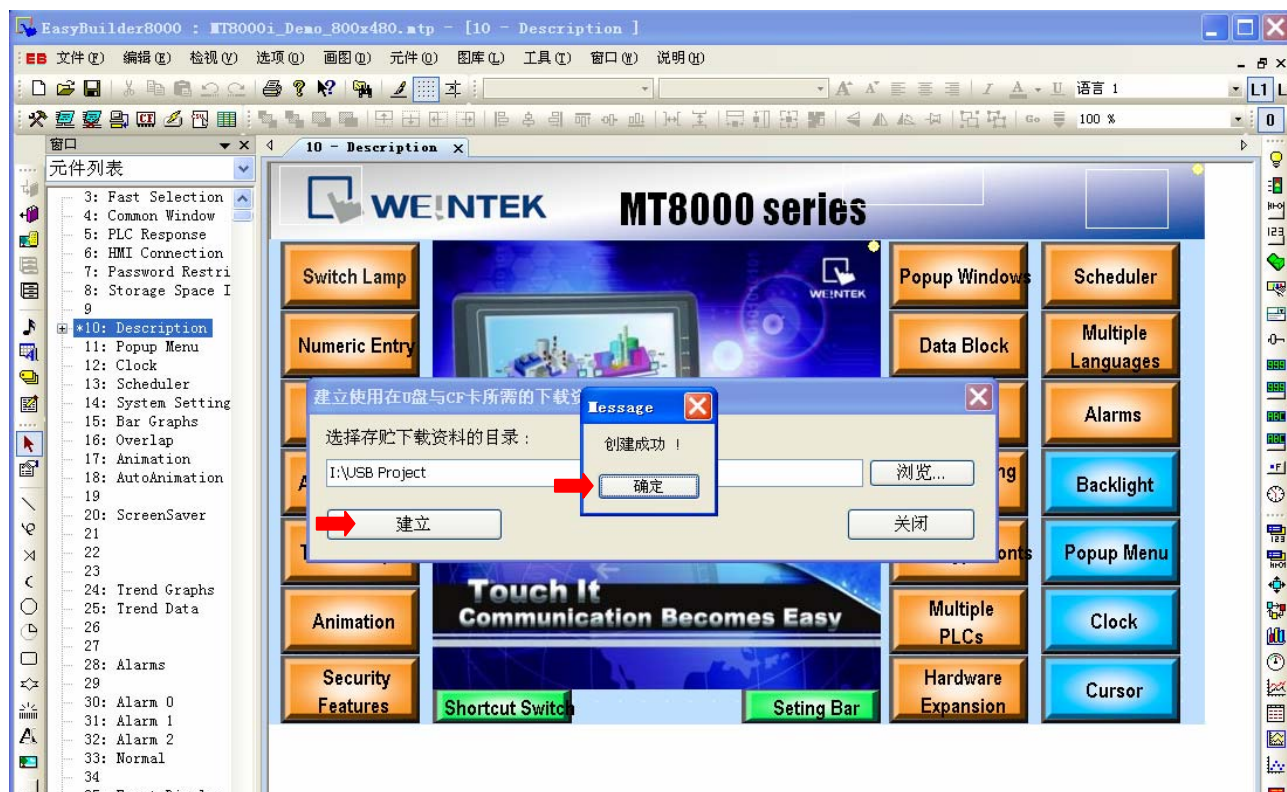 EasyBuilder8000 : MT8000i_Demo_800x480.mtp - [10 - Description ]
EB 文件(F) 编辑(E) 检视(V) 选项(O) 画图(D) 元件(O) 图库(L) 工具(T) 窗口(W) 说明(H)
语言 1
L1 L
100 %
0
窗口
10 - Description
元件列表
3: Fast Selection
4: Common Window
5: PLC Response
6: HMI Connection
7: Password Restri
8: Storage Space I
9
*10: Description
11: Popup Menu
12: Clock
13: Scheduler
14: System Setting
15: Bar Graphs
16: Overlap
17: Animation
18: AutoAnimation
19
20: ScreenSaver
21
22
23
24: Trend Graphs
25: Trend Data
26
27
28: Alarms
29
30: Alarm 0
31: Alarm 1
32: Alarm 2
33: Normal
34
WE!NTEK
MT8000 series
Switch Lamp
WE!NTEK
Popup Windows
Scheduler
Numeric Entry
Data Block
Multiple
Languages
Alarms
建立使用在U盘与CF卡所需的下载资
选择存贮下载资料的目录：
I:\USB Project
浏览...
建立
关闭
Message
创建成功 ！
确定
Backlight
Popup Menu
Touch It
Communication Becomes Easy
Animation
Multiple
PLCs
Clock
Security
Features
Shortcut Switch
Seting Bar
Hardware
Expansion
Cursor